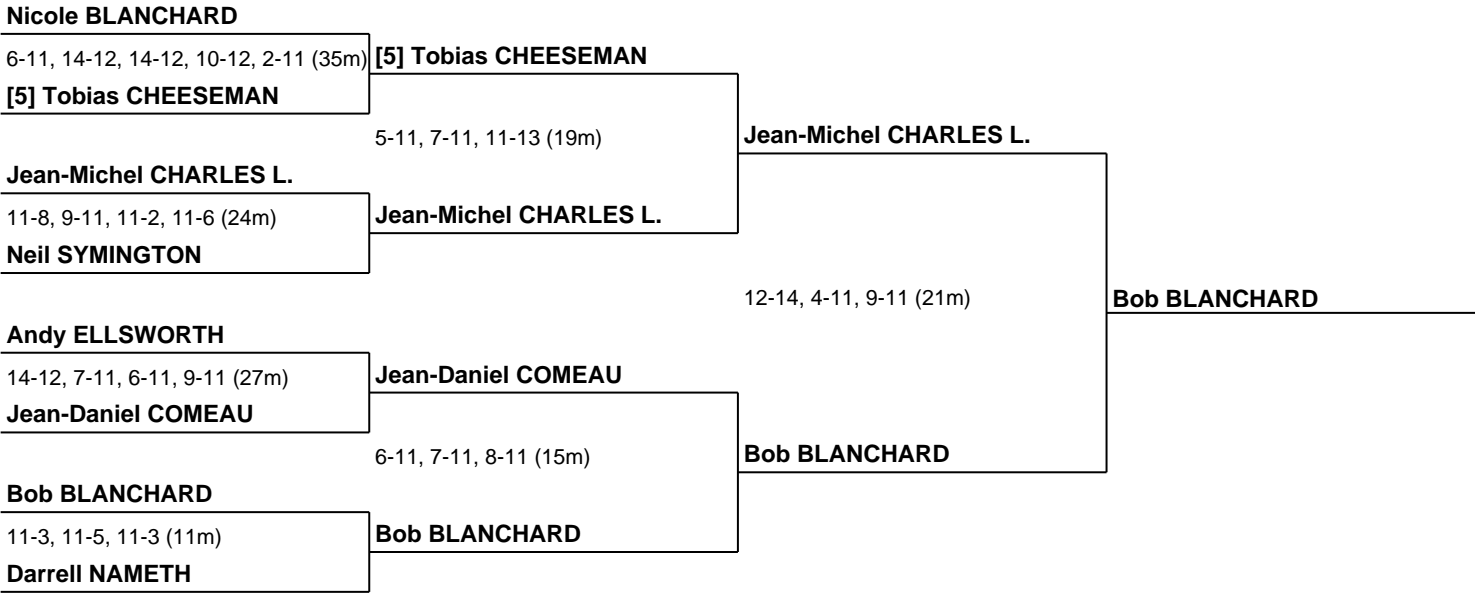 Nicole BLANCHARD
6-11, 14-12, 14-12, 10-12, 2-11 (35m)
[5] Tobias CHEESEMAN
[5] Tobias CHEESEMAN
5-11, 7-11, 11-13 (19m)
Jean-Michel CHARLES L.
Jean-Michel CHARLES L.
11-8, 9-11, 11-2, 11-6 (24m)
Jean-Michel CHARLES L.
Neil SYMINGTON
12-14, 4-11, 9-11 (21m)
Bob BLANCHARD
Andy ELLSWORTH
14-12, 7-11, 6-11, 9-11 (27m)
Jean-Daniel COMEAU
Jean-Daniel COMEAU
6-11, 7-11, 8-11 (15m)
Bob BLANCHARD
Bob BLANCHARD
11-3, 11-5, 11-3 (11m)
Bob BLANCHARD
Darrell NAMETH